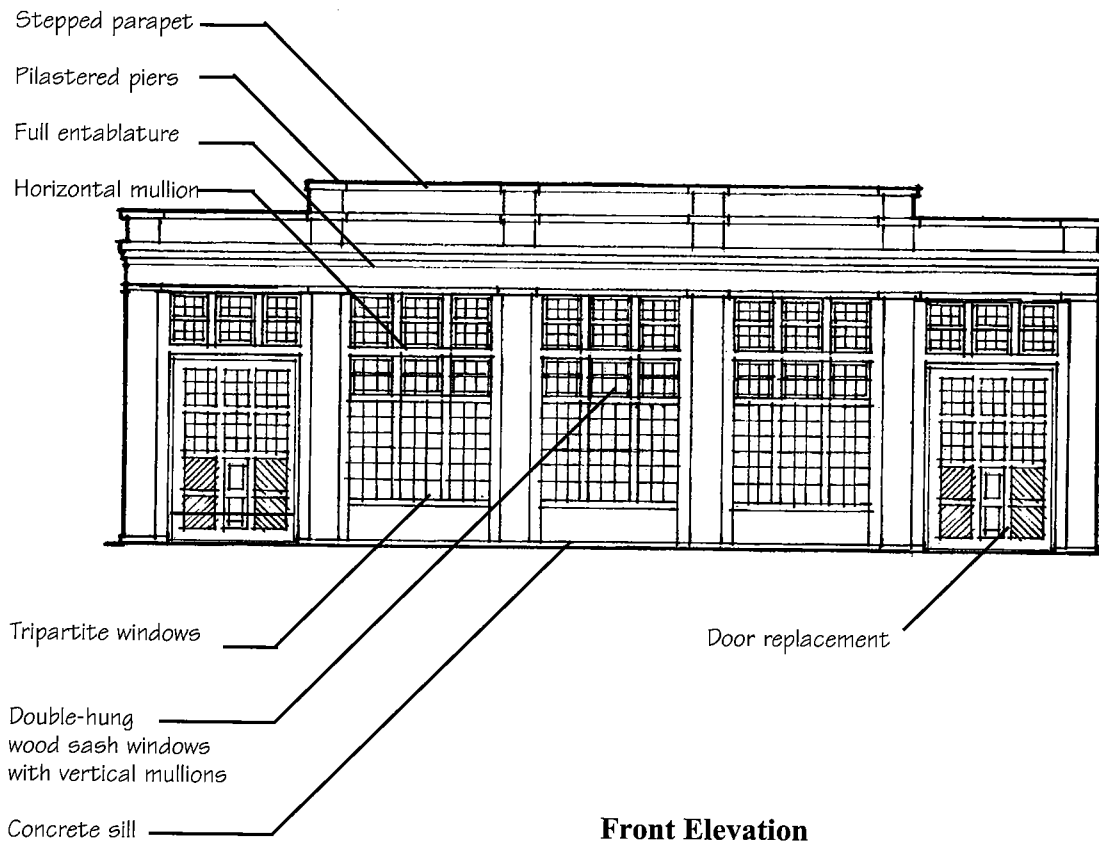 Stepped parapet
Pilastered piers
Full entablature
Horizontal mullion
Tripartite windows
Door replacement
Double-hung
wood sash windows
with vertical mullions
Concrete sill
Front Elevation